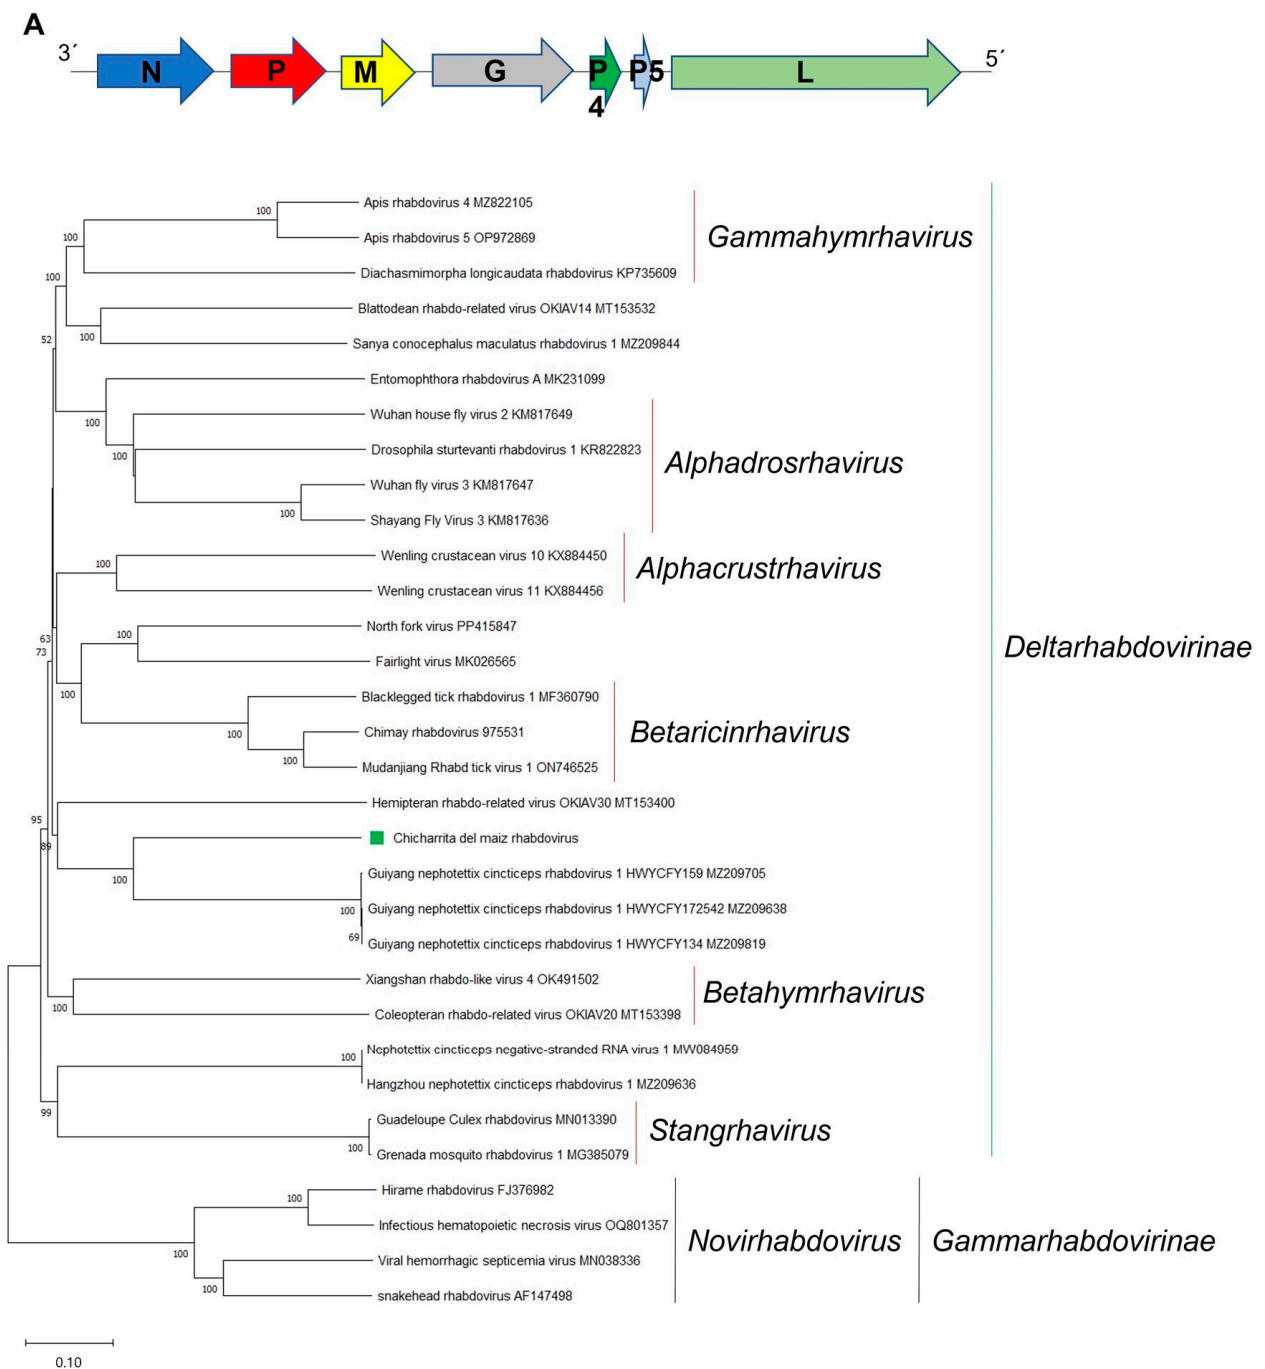 A
3´
N P M G P4 P5 L
5´
Apis rhabdovirus 4 MZ822105
100
Apis rhabdovirus 5 OP972869
Gammahymrhavirus
100
Diachasmimorpha longicaudata rhabdovirus KP735609
100
Blattodean rhabdo-related virus OKIAV14 MT153532
100
Sanya conocephalus maculatus rhabdovirus 1 MZ209844
52
Entomophthora rhabdovirus A MK231099
100
Wuhan house fly virus 2 KM817649
100
Drosophila sturtevanti rhabdovirus 1 KR822823
Alphadrosrhavirus
Wuhan fly virus 3 KM817647
100
Shayang Fly Virus 3 KM817636
Wenling crustacean virus 10 KX884450
100
Alphacrustrhavirus
Wenling crustacean virus 11 KX884456
North fork virus PP415847
100
63
73
Deltarhabdovirinae
Fairlight virus MK026565
100
Blacklegged tick rhabdovirus 1 MF360790
100
Chimay rhabdovirus 975531
Betaricinrhavirus
100
Mudanjiang Rhabd tick virus 1 ON746525
Hemipteran rhabdo-related virus OKIAV30 MT153400
95
89
Chicharrita del maiz rhabdovirus
100
Guiyang nephotettix cincticeps rhabdovirus 1 HWYCFY159 MZ209705
100
Guiyang nephotettix cincticeps rhabdovirus 1 HWYCFY172542 MZ209638
69
Guiyang nephotettix cincticeps rhabdovirus 1 HWYCFY134 MZ209819
Xiangshan rhabdo-like virus 4 OK491502
100
Betahymrhavirus
Coleopteran rhabdo-related virus OKIAV20 MT153398
Nephotettix cincticeps negative-stranded RNA virus 1 MW084959
100
Hangzhou nephotettix cincticeps rhabdovirus 1 MZ209636
99
Guadeloupe Culex rhabdovirus MN013390
Stangrhavirus
100
Grenada mosquito rhabdovirus 1 MG385079
Hirame rhabdovirus FJ376982
100
Infectious hematopoietic necrosis virus OQ801357
Novirhabdovirus
Gammarhabdovirinae
100
Viral hemorrhagic septicemia virus MN038336
100
snakehead rhabdovirus AF147498
0.10